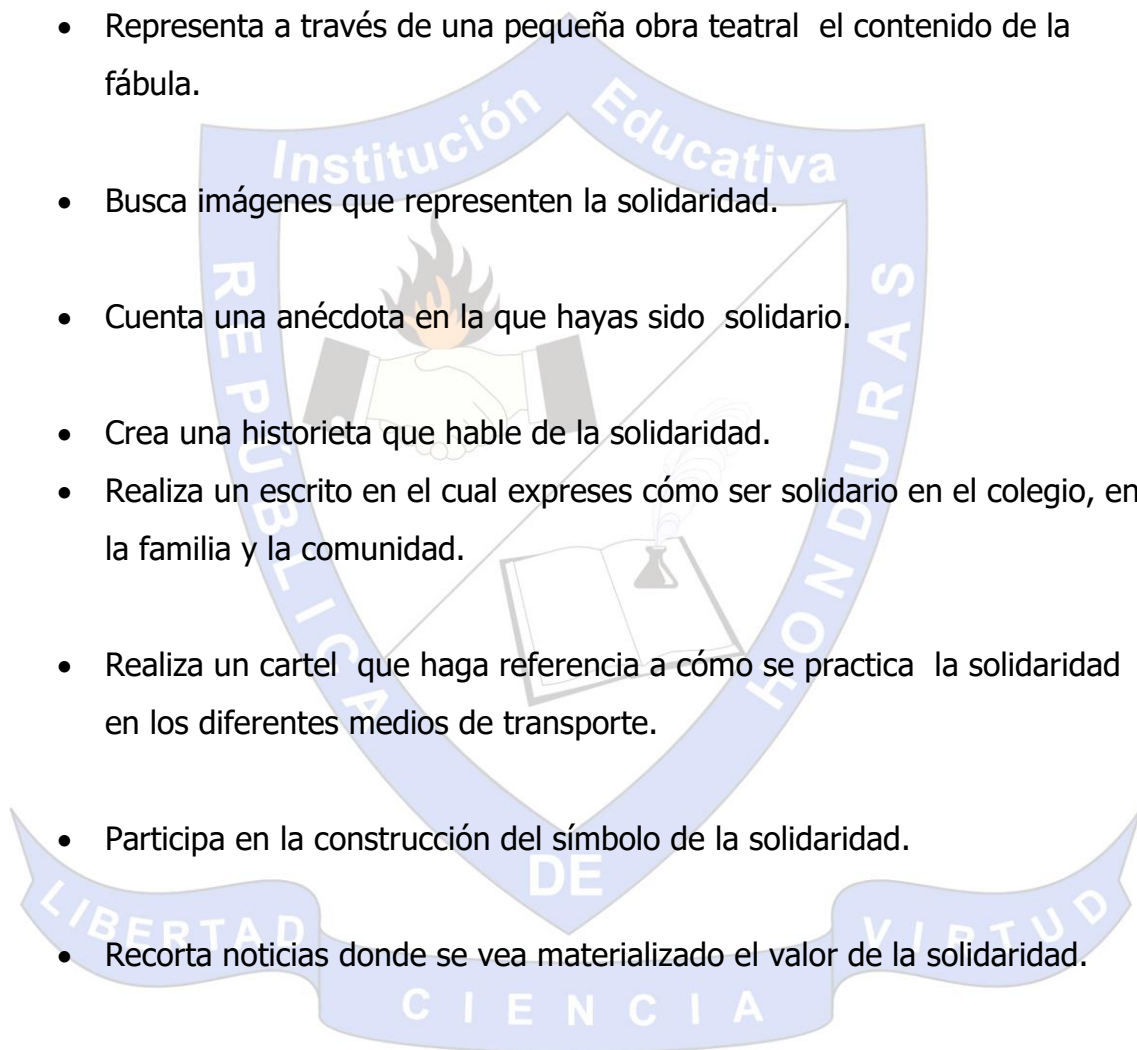 • Representa a través de una pequeña obra teatral  el contenido de la
fábula.
Institución Educativa
• Busca imágenes que representen la solidaridad.
• Cuenta una anécdota en la que hayas sido  solidario.
• Crea una historieta que hable de la solidaridad.
• Realiza un escrito en el cual expreses cómo ser solidario en el colegio, en
la familia y la comunidad.
REPÚBLICA
HONDURAS
• Realiza un cartel  que haga referencia a cómo se practica  la solidaridad
en los diferentes medios de transporte.
• Participa en la construcción del símbolo de la solidaridad.
DE
LIBERTAD
VIRTUD
• Recorta noticias donde se vea materializado el valor de la solidaridad.
CIENCIA